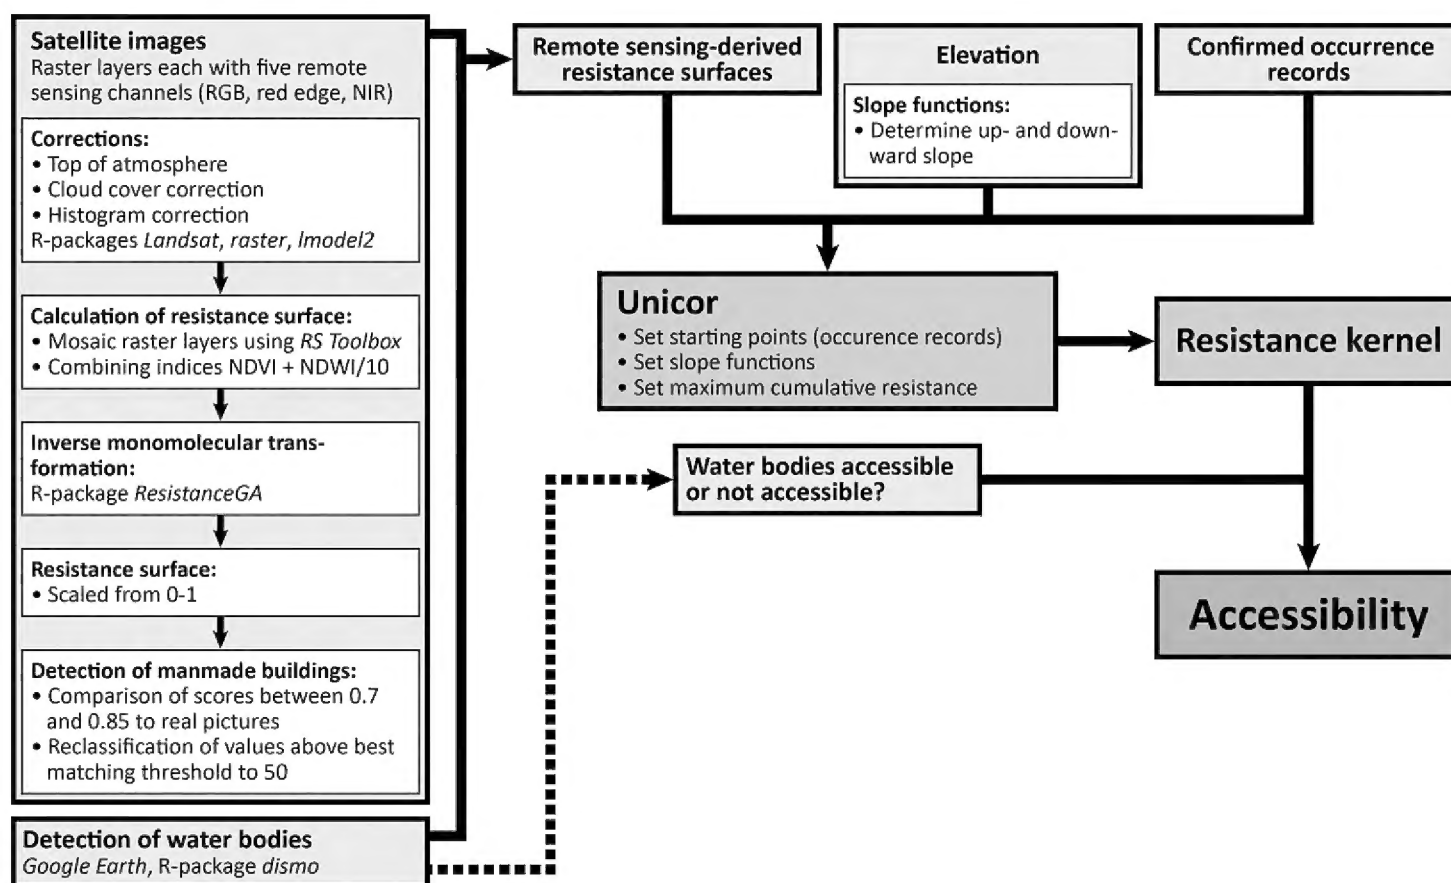 Satellite images
Raster layers each with five remote
sensing channels (RGB, red edge, NIR)
Corrections:
• Top of atmosphere
• Cloud cover correction
• Histogram correction
R-packages Landsat, raster, lmodel2
Calculation of resistance surface:
• Mosaic raster layers using RS Toolbox
• Combining indices NDVI + NDWI/10
Inverse monomolecular trans-
formation:
R-package ResistanceGA
Resistance surface:
• Scaled from 0-1
Detection of manmade buildings:
• Comparison of scores between 0.7
and 0.85 to real pictures
• Reclassification of values above best
matching threshold to 50
Detection of water bodies
Google Earth, R-package dismo
Remote sensing-derived
resistance surfaces
Elevation
Slope functions:
• Determine up- and down-
ward slope
Confirmed occurrence
records
Unicor
• Set starting points (occurence records)
• Set slope functions
• Set maximum cumulative resistance
Resistance kernel
Water bodies accessible
or not accessible?
Accessibility